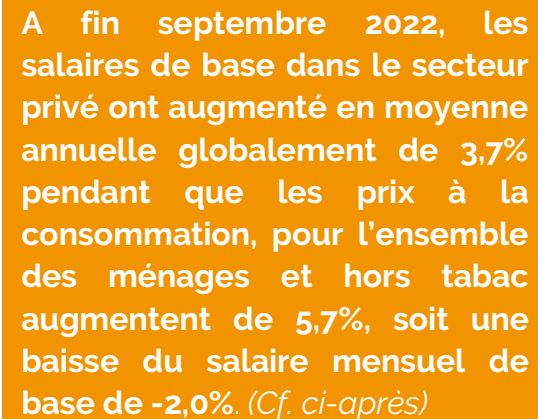 A fin septembre 2022, les
salaires de base dans le secteur
privé ont augmenté en moyenne
annuelle globalement de 3,7%
pendant que les prix à la
consommation, pour l'ensemble
des ménages et hors tabac
augmentent de 5,7%, soit une
baisse du salaire mensuel de
base de -2,0%. (Cf. ci-après)